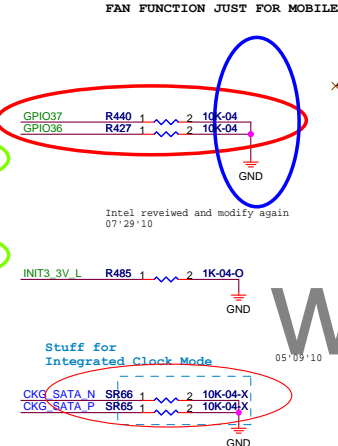 FAN FUNCTION JUST FOR MOBILE
GPIO37 R440 1 2 10K-04
GPIO36 R427 1 2 10K-04
GND
Intel reveiwed and modify again
07'29'10
INIT3_3V_L R485 1 2 1K-04-O
GND
W
05'09'10
Stuff for
Integrated Clock Mode
CKG_SATA_N SR66 1 2 10K-04-X
CKG_SATA_P SR65 1 2 10K-04-X
GND